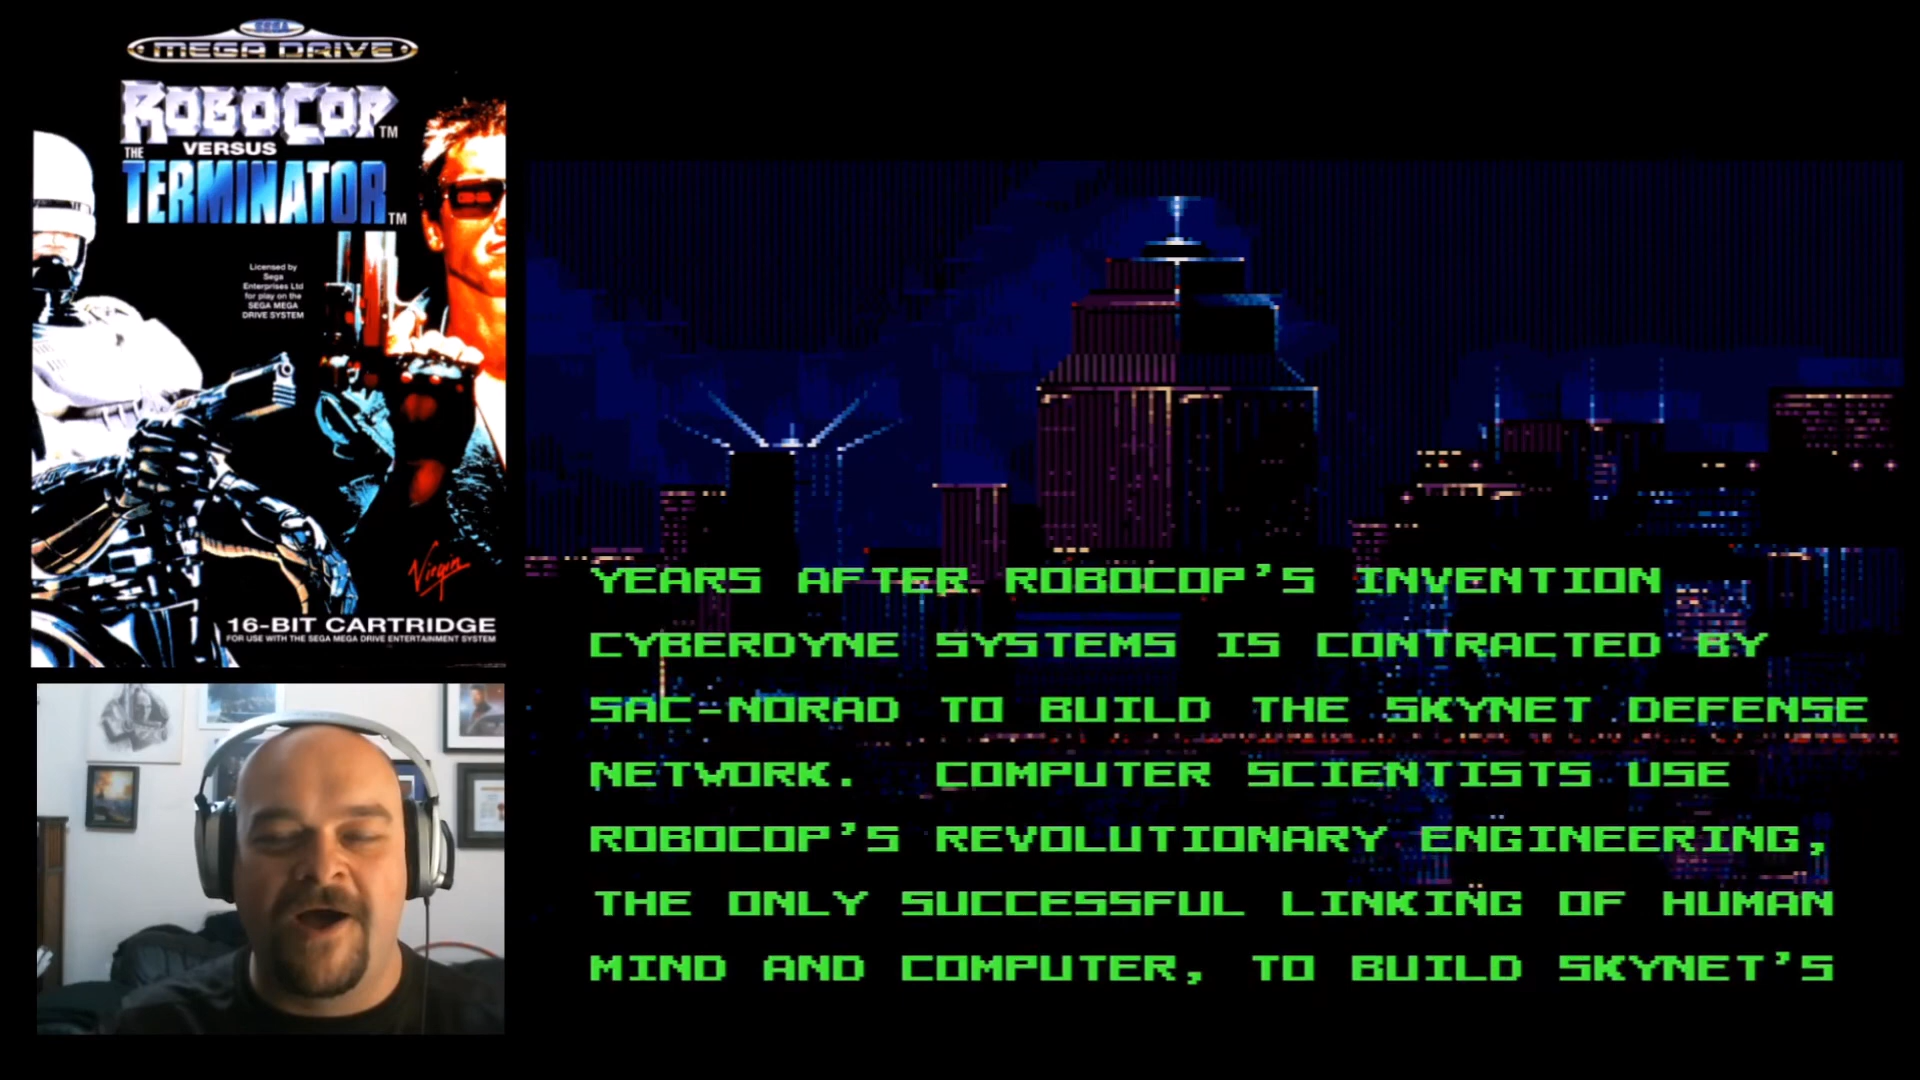 SEGA
MEGA DRIVE
ROBOCOP TM
VERSUS
THE
TERMINATOR TM
Licensed by
Sega
Enterprises Ltd
for play on the
SEGA MEGA
DRIVE SYSTEM
Virgin
16-BIT CARTRIDGE
FOR USE WITH THE SEGA MEGA DRIVE ENTERTAINMENT SYSTEM
YEARS AFTER ROBOCOP'S INVENTION
CYBERDYNE SYSTEMS IS CONTRACTED BY
SAC-NORAD TO BUILD THE SKYNET DEFENSE
NETWORK. COMPUTER SCIENTISTS USE
ROBOCOP'S REVOLUTIONARY ENGINEERING,
THE ONLY SUCCESSFUL LINKING OF HUMAN
MIND AND COMPUTER, TO BUILD SKYNET'S